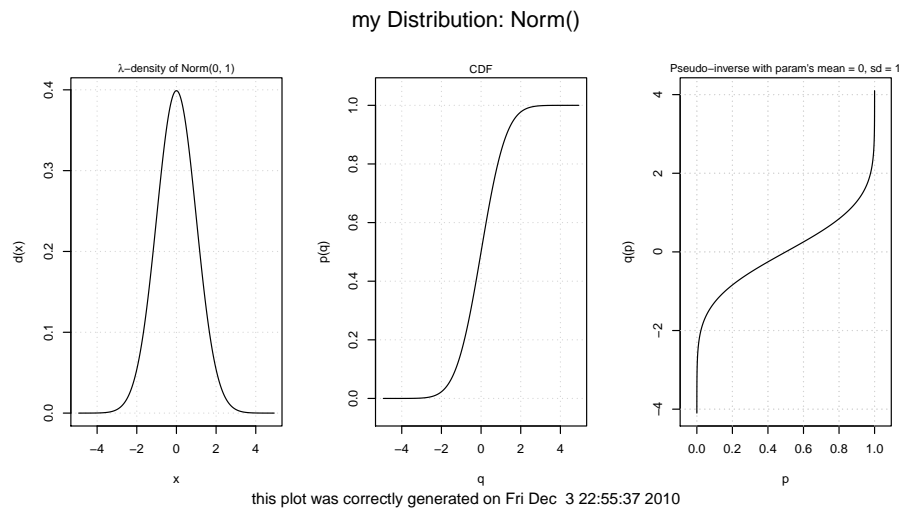 my Distribution: Norm()
λ−density of Norm(0, 1)
d(x)
0.0 0.1 0.2 0.3 0.4
−4 −2 0 2 4
x
CDF
p(q)
0.0 0.2 0.4 0.6 0.8 1.0
−4 −2 0 2 4
q
Pseudo−inverse with param's mean = 0, sd = 1
q(p)
−4 −2 0 2 4
0.0 0.2 0.4 0.6 0.8 1.0
p
this plot was correctly generated on Fri Dec  3 22:55:37 2010